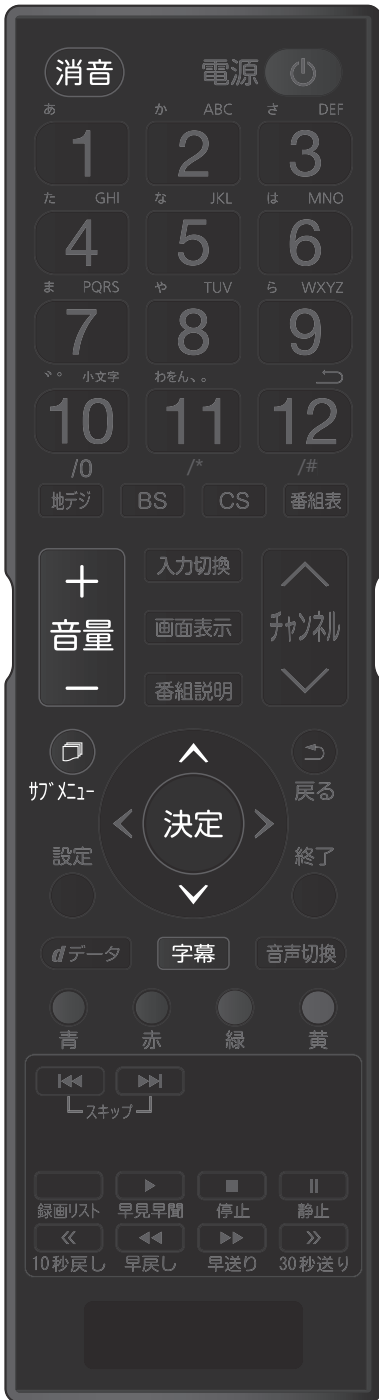 消音 電源
あ か ABC さ DEF
1 2 3
た GHI な JKL は MNO
4 5 6
ま PQRS や TUV ら WXYZ
7 8 9
゛゜ 小文字 わをん、。
10 11 12
/0 /* /#
地デジ BS CS 番組表
入力切換
+ 音量 − 画面表示 チャンネル
番組説明
サブメニュー 戻る
決定
設定 終了
dデータ 字幕 音声切換
青 赤 緑 黄
スキップ
録画リスト 早見早聞 停止 静止
10秒戻し 早戻し 早送り 30秒送り